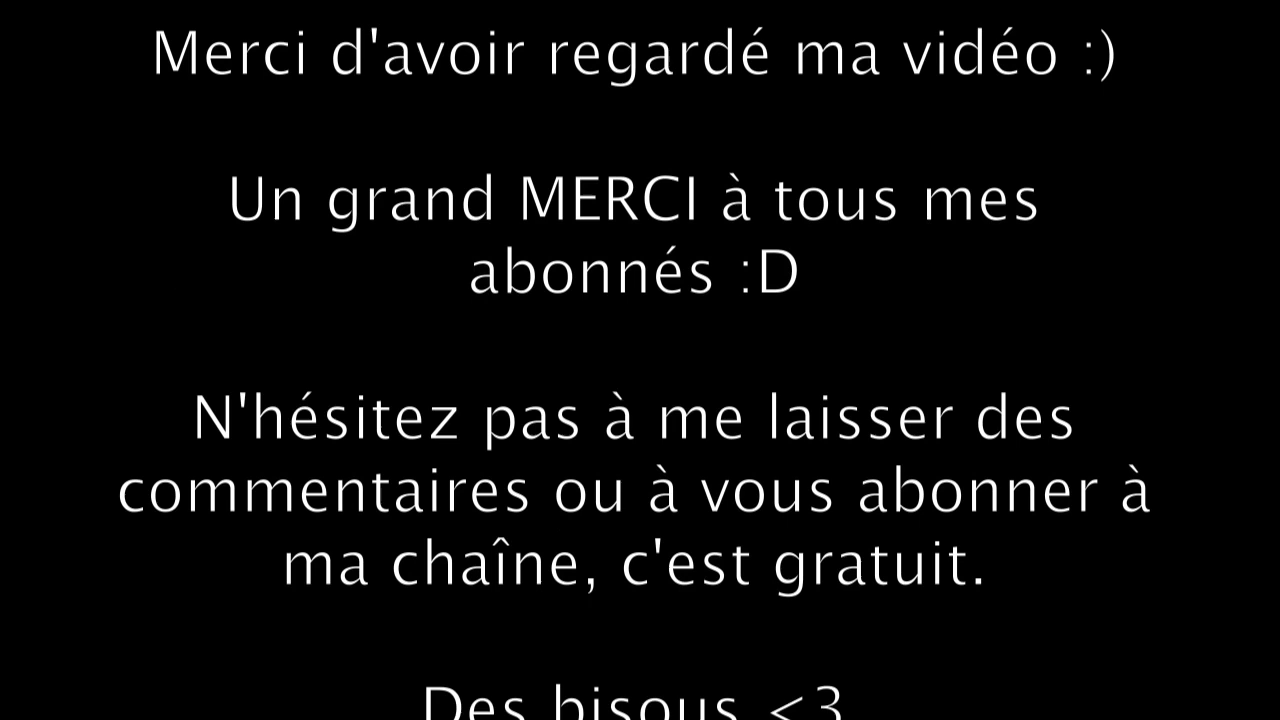 Merci d'avoir regardé ma vidéo :)
Un grand MERCI à tous mes
abonnés :D
N'hésitez pas à me laisser des
commentaires ou à vous abonner à
ma chaîne, c'est gratuit.
Des bisous <3